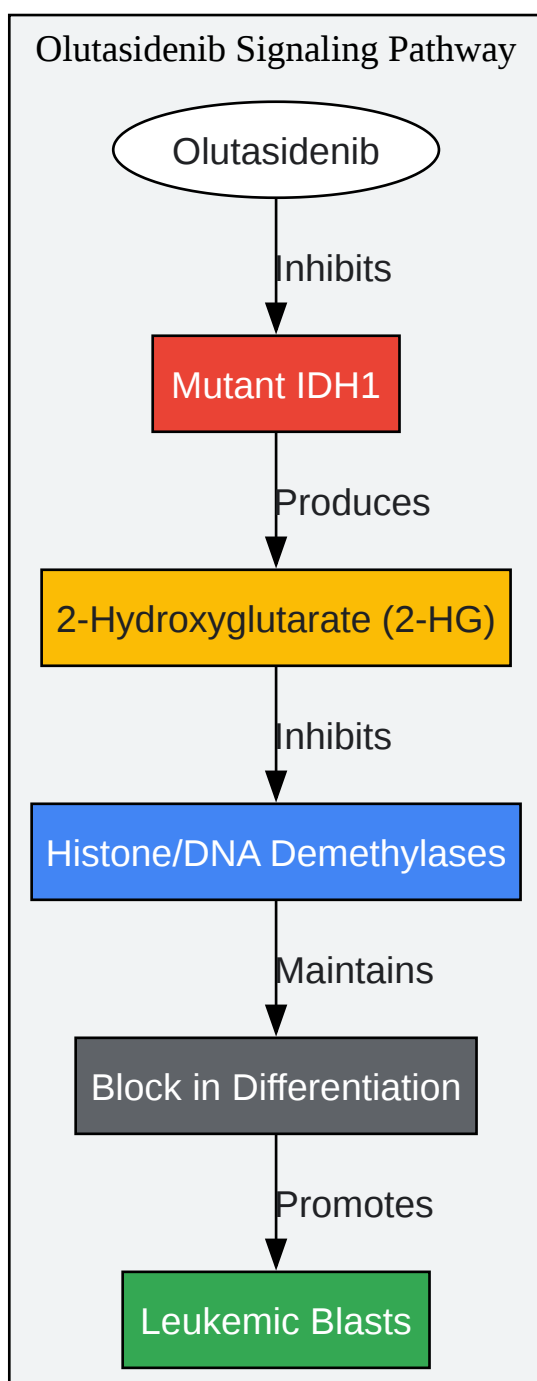 Olutasidenib Signaling Pathway
Olutasidenib
Inhibits
Mutant IDH1
Produces
2-Hydroxyglutarate (2-HG)
Inhibits
Histone/DNA Demethylases
Maintains
Block in Differentiation
Promotes
Leukemic Blasts